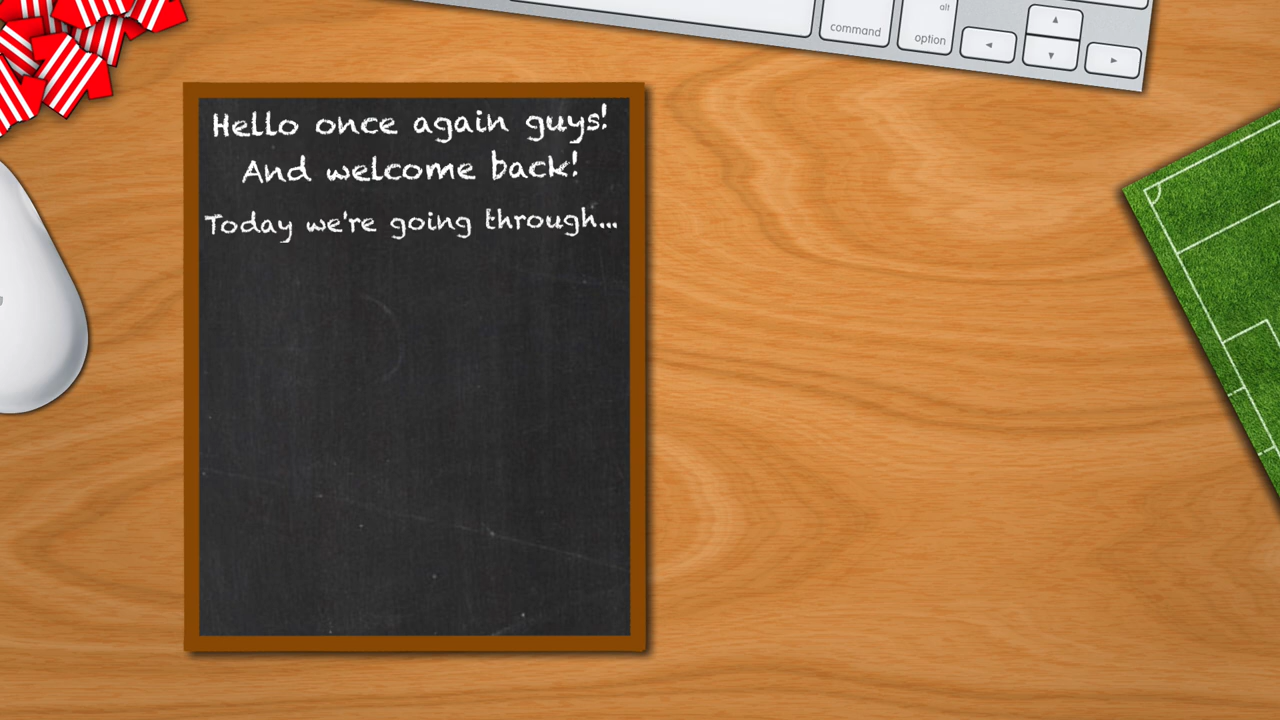 alt
command
option
Hello once again guys!
And welcome back!
Today we're going through...